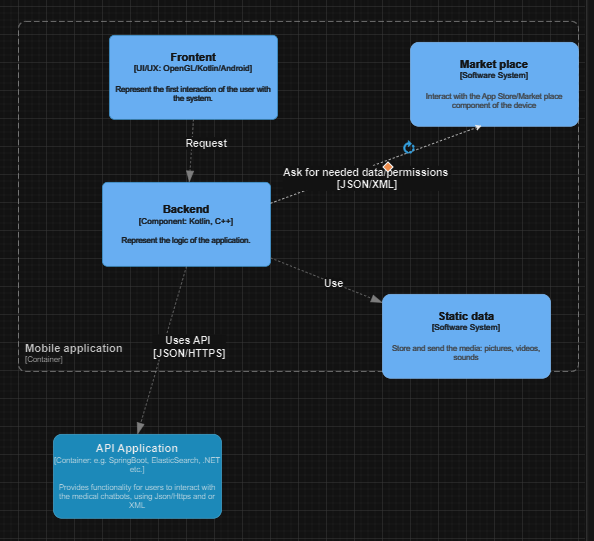 Frontent
[UI/UX: OpenGL/Kotlin/Android]
Represent the first interaction of the user with
the system.
Market place
[Software System]
Interact with the App Store/Market place
component of the device
Request
Ask for needed data/permissions
[JSON/XML]
Backend
[Component: Kotlin, C++]
Represent the logic of the application.
Use
Static data
[Software System]
Store and send the media: pictures, videos,
sounds
Mobile application
[Container]
Uses API
[JSON/HTTPS]
API Application
[Container: e.g. SpringBoot, ElasticSearch, .NET
etc.]
Provides functionality for users to interact with
the medical chatbots, using Json/Https and or
XML